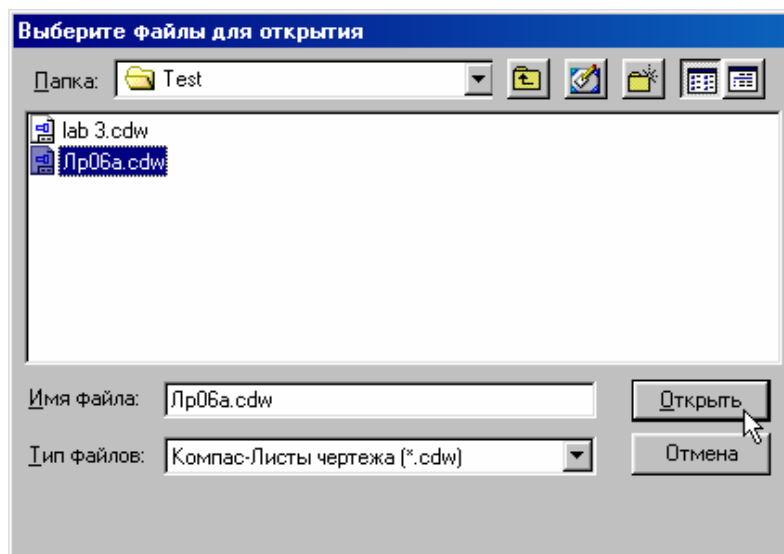 Выберите файлы для открытия
Папка: Test
lab 3.cdw
Лр06а.cdw
Имя файла: Лр06а.cdw Открыть
Тип файлов: Компас-Листы чертежа (*.cdw) Отмена